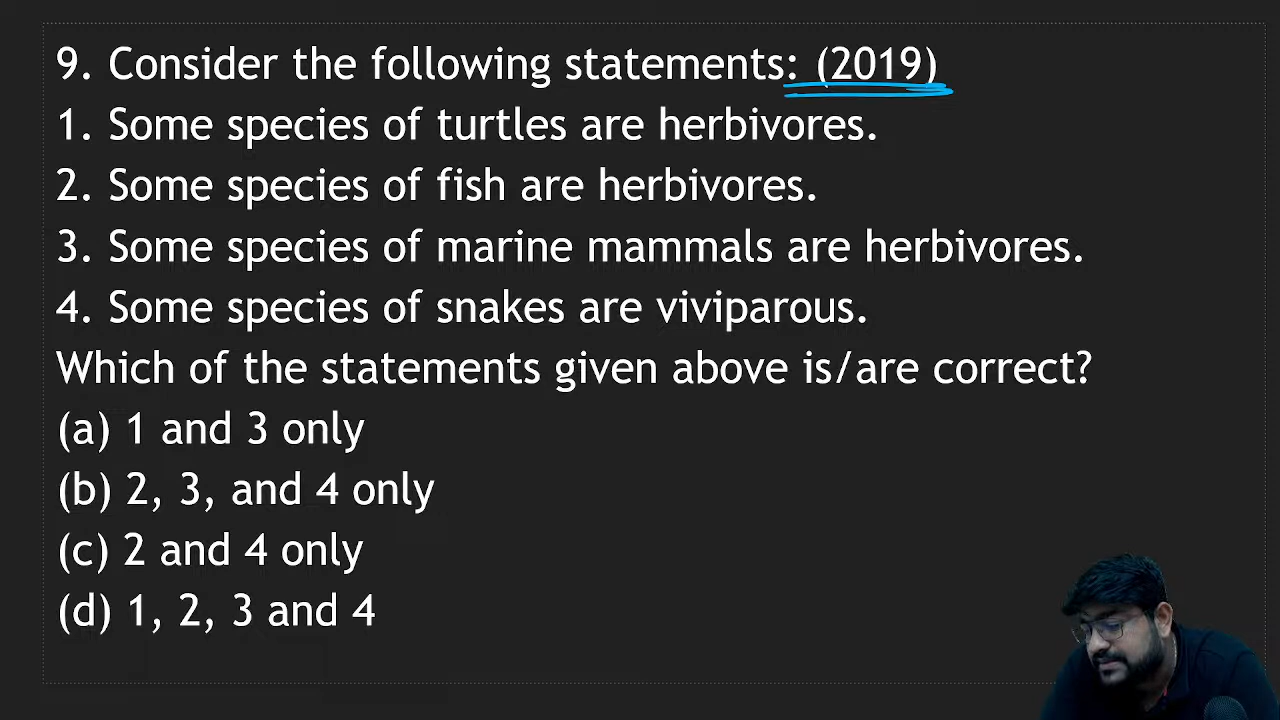 9. Consider the following statements: (2019)
1. Some species of turtles are herbivores.
2. Some species of fish are herbivores.
3. Some species of marine mammals are herbivores.
4. Some species of snakes are viviparous.
Which of the statements given above is/are correct?
(a) 1 and 3 only
(b) 2, 3, and 4 only
(c) 2 and 4 only
(d) 1, 2, 3 and 4